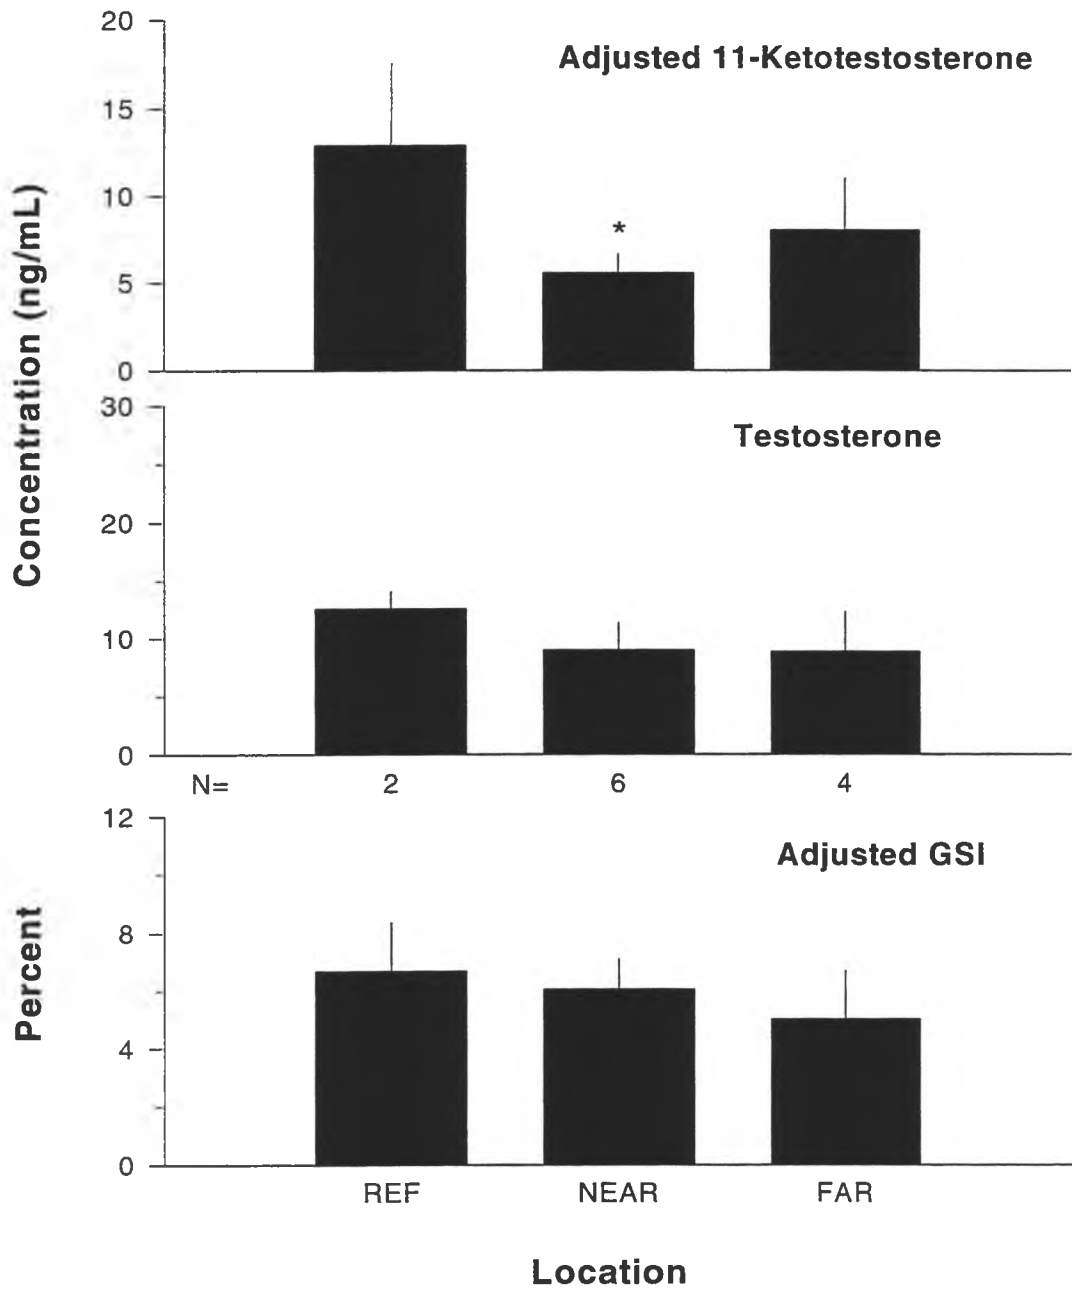 Concentration (ng/mL)
20
Adjusted 11-Ketotestosterone
15
10
*
5
0
30
Testosterone
20
10
0
N= 2 6 4
Percent
12
Adjusted GSI
8
4
0
REF NEAR FAR
Location